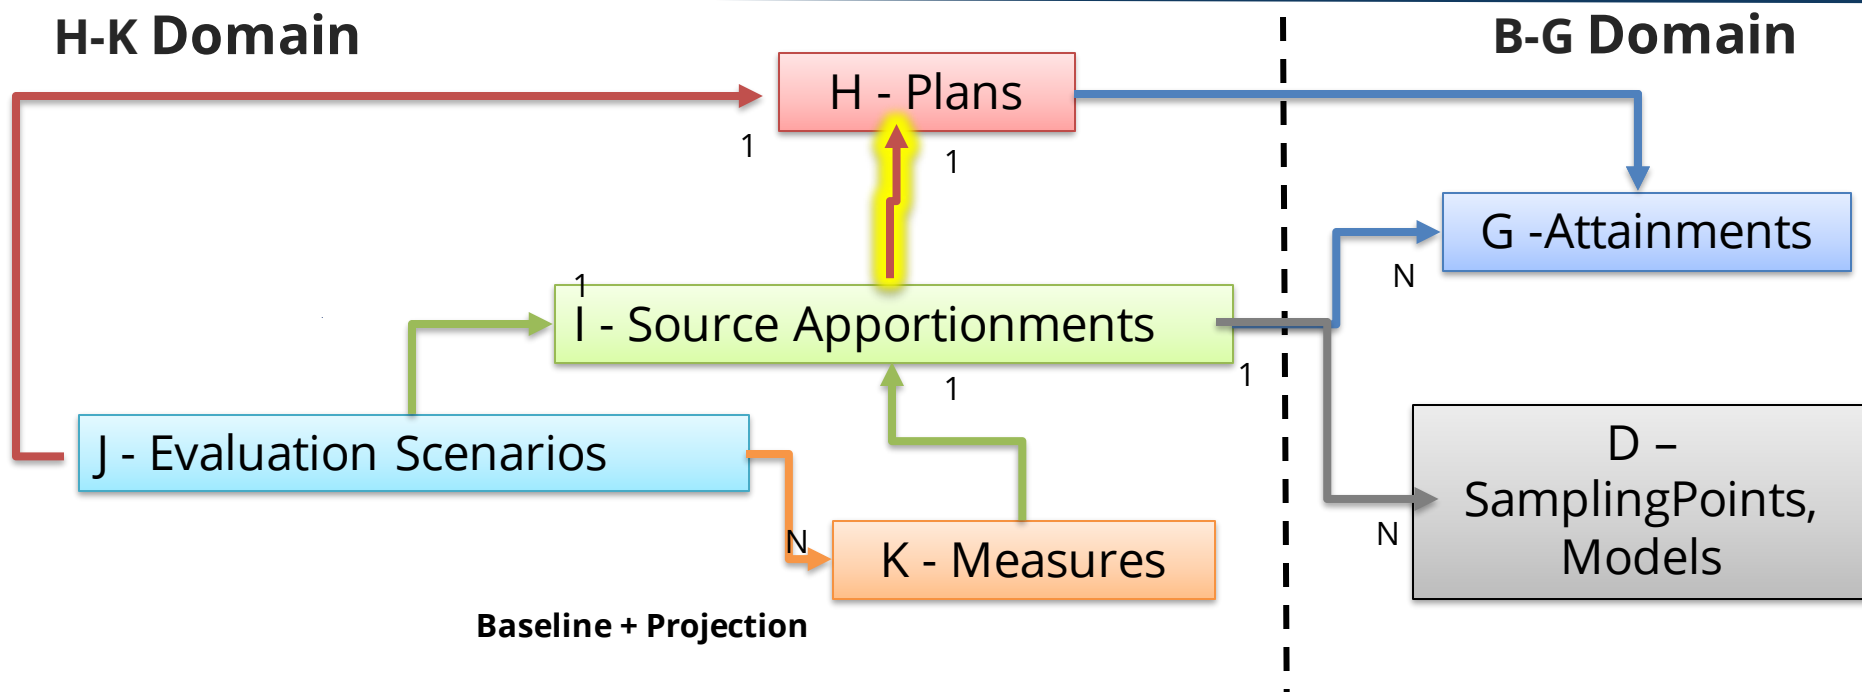 H-K Domain
B-G Domain
H - Plans
1
1
G -Attainments
N
1
I - Source Apportionments
1
1
J - Evaluation Scenarios
D –
SamplingPoints,
Models
N
N
K - Measures
Baseline + Projection